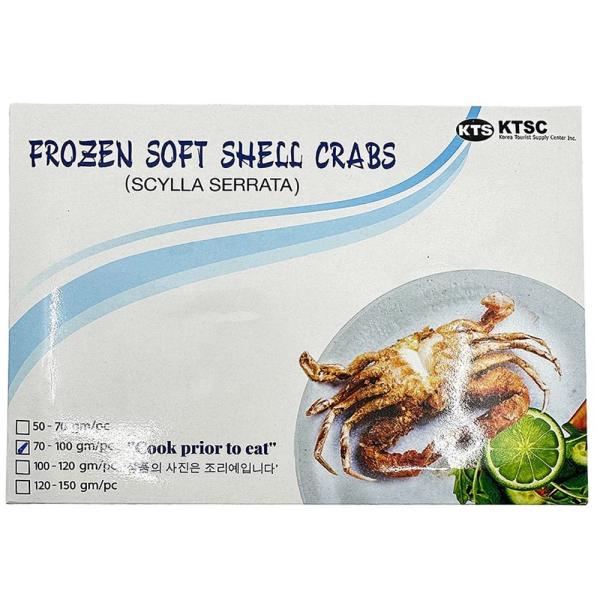 KTS KTSC
Korea Tourist Supply Center Inc.
FROZEN SOFT SHELL CRABS
(SCYLLA SERRATA)
50 - 70 gm/pc
70 - 100 gm/pc "Cook prior to eat"
100 - 120 gm/pc 상품의 사진은 조리예입니다'
120 - 150 gm/pc